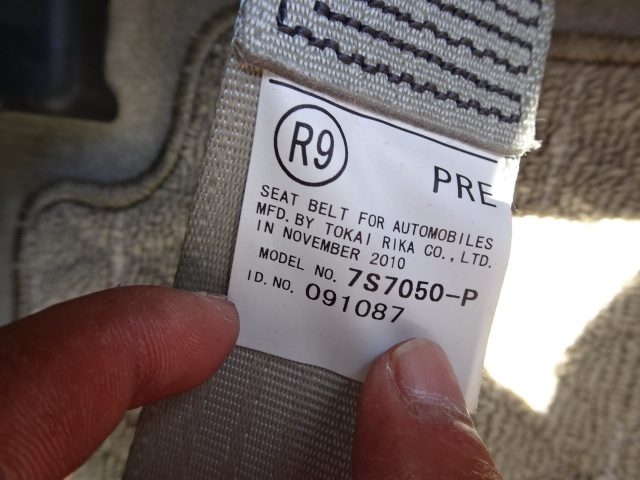 R9
PRE
SEAT BELT FOR AUTOMOBILES
MFD. BY TOKAI RIKA CO., LTD.
IN NOVEMBER 2010
MODEL NO. 7S7050-P
ID. NO. 091087